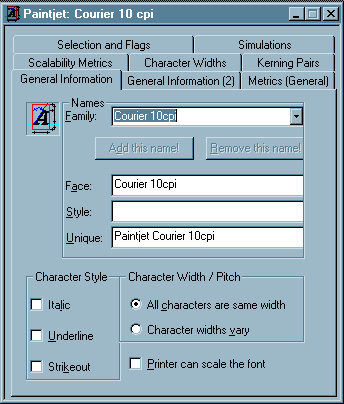 Paintjet: Courier 10 cpi
Selection and Flags Simulations
Scalability Metrics Character Widths Kerning Pairs
General Information General Information (2) Metrics (General)
Names
Family: Courier 10cpi
Add this name! Remove this name!
Face: Courier 10cpi
Style:
Unique: Paintjet Courier 10cpi
Character Style Character Width / Pitch
Italic All characters are same width
Underline Character widths vary
Strikeout Printer can scale the font